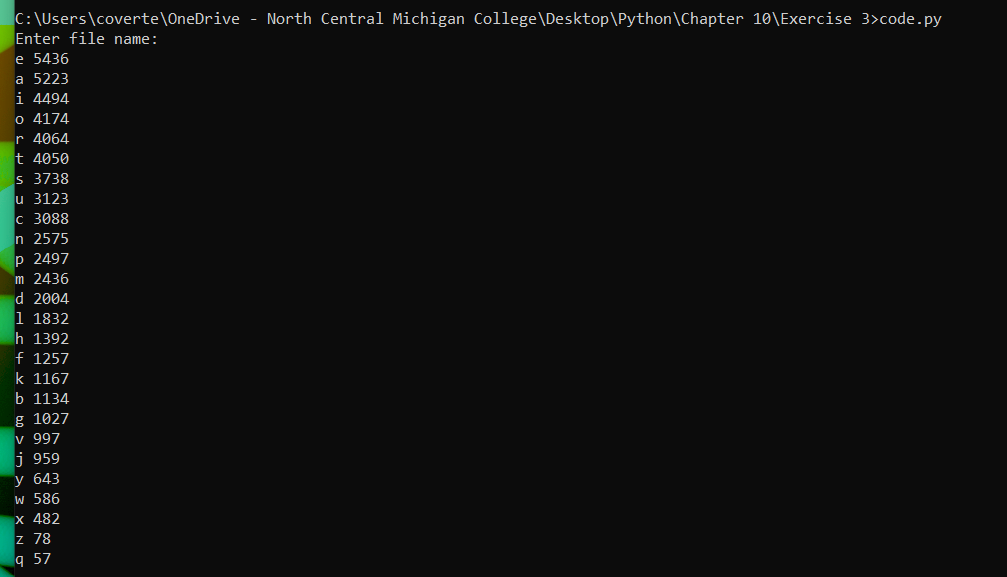 C:\Users\coverte\OneDrive - North Central Michigan College\Desktop\Python\Chapter 10\Exercise 3>code.py
Enter file name:
e 5436
a 5223
i 4494
o 4174
r 4064
t 4050
s 3738
u 3123
c 3088
n 2575
p 2497
m 2436
d 2004
l 1832
h 1392
f 1257
k 1167
b 1134
g 1027
v 997
j 959
y 643
w 586
x 482
z 78
q 57